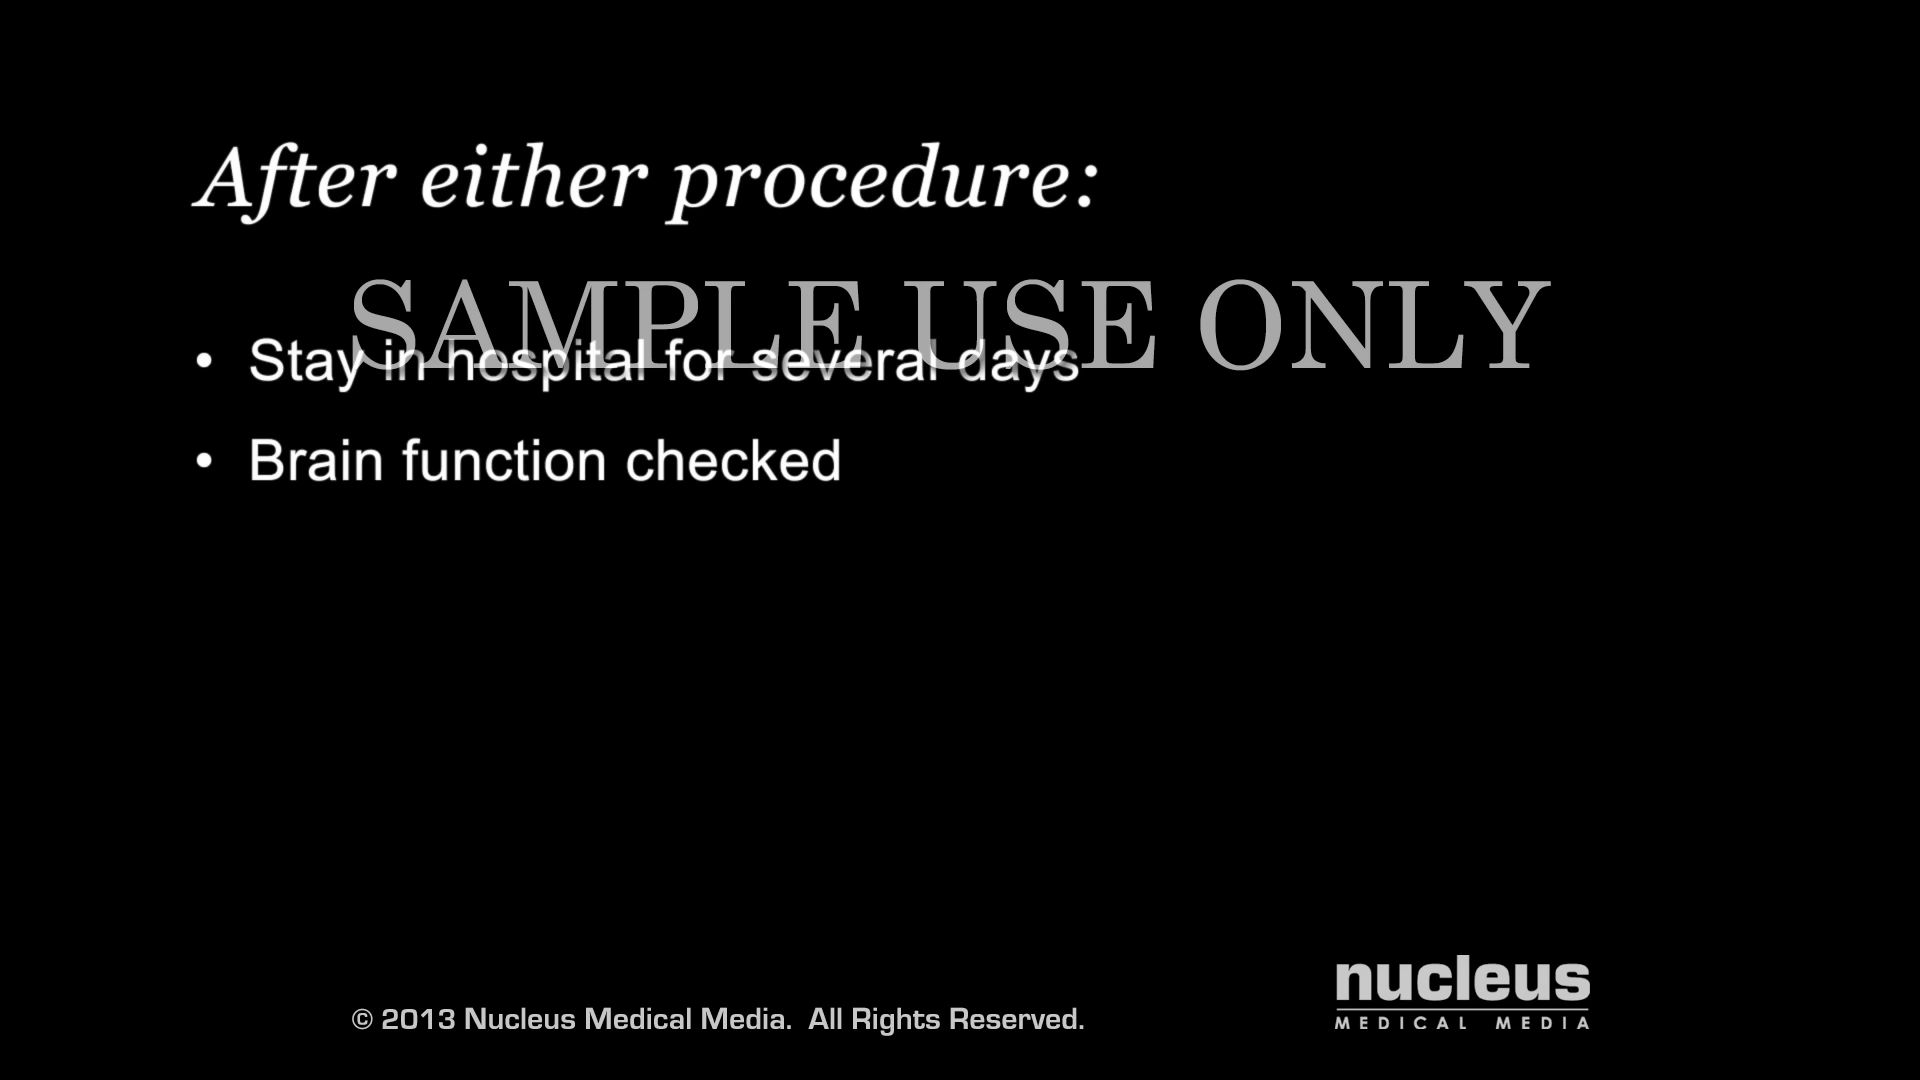 After either procedure:
SAMPLE USE ONLY
• Stay in hospital for several days
• Brain function checked
nucleus
MEDICAL MEDIA
© 2013 Nucleus Medical Media. All Rights Reserved.